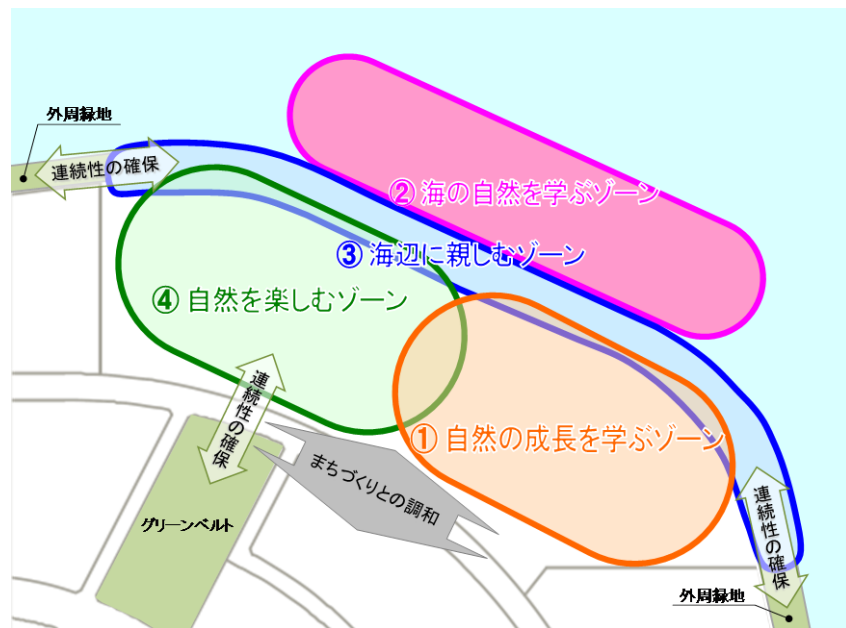 外周緑地
連続性の確保
② 海の自然を学ぶゾーン
③ 海辺に親しむゾーン
④ 自然を楽しむゾーン
連続性の確保
① 自然の成長を学ぶゾーン
まちづくりとの調和
グリーンベルト
連続性の確保
外周緑地